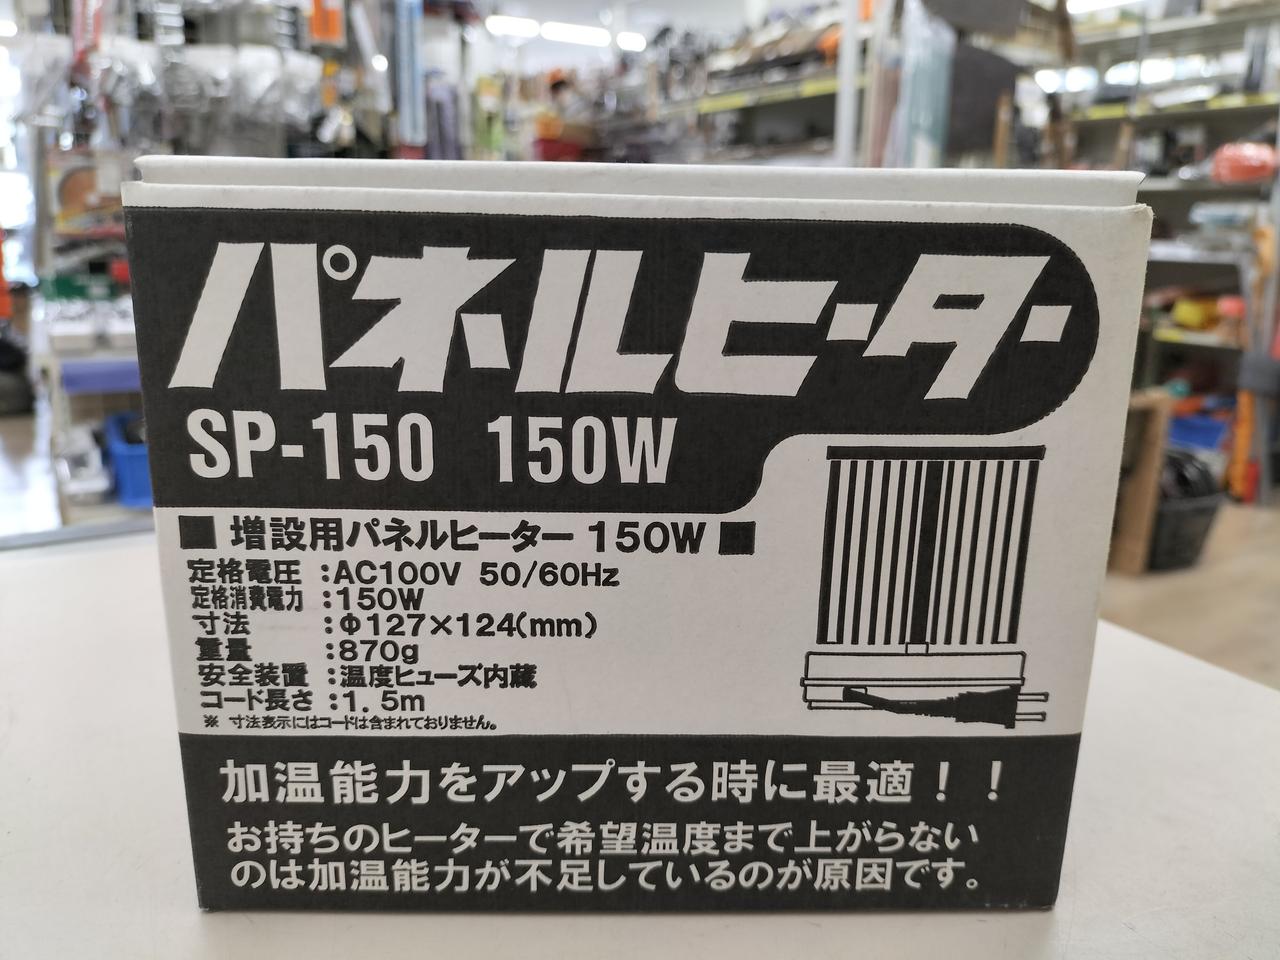 パネルヒーター
SP-150 150W
■ 増設用パネルヒーター 150W ■
定格電圧 :AC100V 50/60Hz
定格消費電力 :150W
寸法 :Φ127×124(mm)
重量 :870g
安全装置 :温度ヒューズ内蔵
コード長さ :1.5m
※ 寸法表示にはコードは含まれておりません。
加温能力をアップする時に最適!!
お持ちのヒーターで希望温度まで上がらない
のは加温能力が不足しているのが原因です。